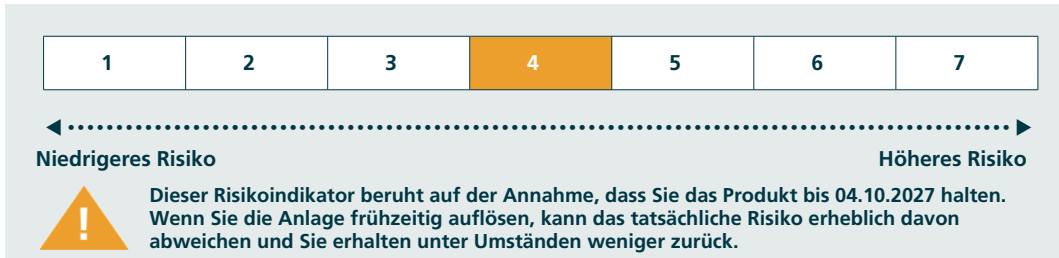 1 2 3 4 5 6 7
Niedrigeres Risiko Höheres Risiko
!
Dieser Risikoindikator beruht auf der Annahme, dass Sie das Produkt bis 04.10.2027 halten.
Wenn Sie die Anlage frühzeitig auflösen, kann das tatsächliche Risiko erheblich davon
abweichen und Sie erhalten unter Umständen weniger zurück.